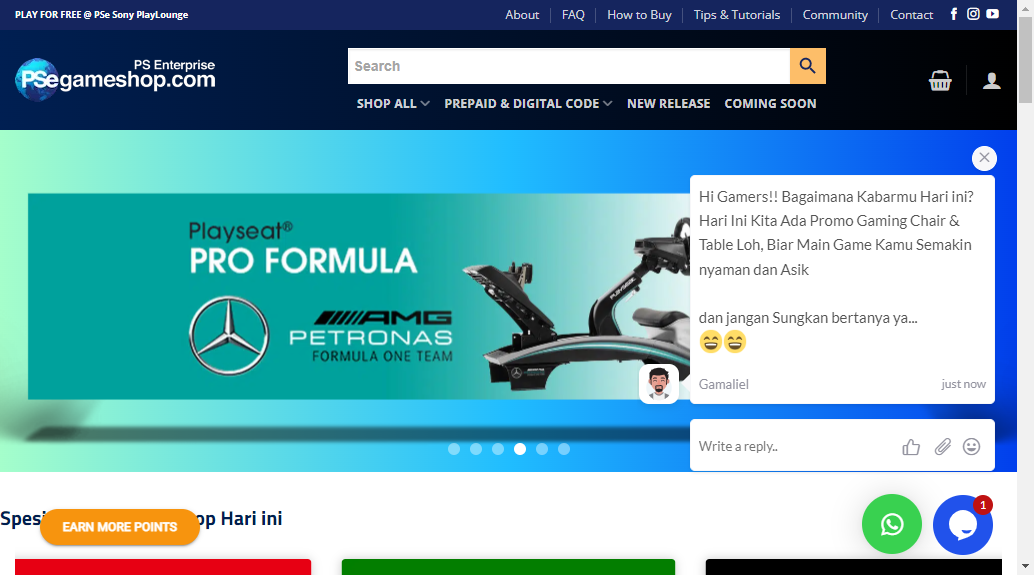 PLAY FOR FREE @ PSe Sony PlayLounge
About
FAQ
How to Buy
Tips & Tutorials
Community
Contact
PS Enterprise
PSegameshop.com
Search
SHOP ALL
PREPAID & DIGITAL CODE
NEW RELEASE
COMING SOON
Playseat®
PRO FORMULA
AMG
PETRONAS
FORMULA ONE TEAM
Hi Gamers!! Bagaimana Kabarmu Hari ini?
Hari Ini Kita Ada Promo Gaming Chair &
Table Loh, Biar Main Game Kamu Semakin
nyaman dan Asik
dan jangan Sungkan bertanya ya...
😄😄
Gamaliel
just now
Write a reply..
1
op Hari ini
EARN MORE POINTS